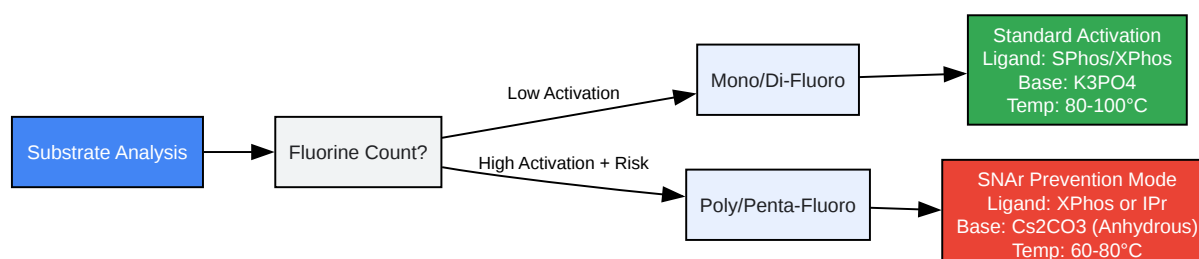 Substrate Analysis
Fluorine Count?
Low Activation
High Activation + Risk
Mono/Di-Fluoro
Poly/Penta-Fluoro
Standard Activation
Ligand: SPhos/XPhos
Base: K3PO4
Temp: 80-100°C
SNAr Prevention Mode
Ligand: XPhos or IPr
Base: Cs2CO3 (Anhydrous)
Temp: 60-80°C